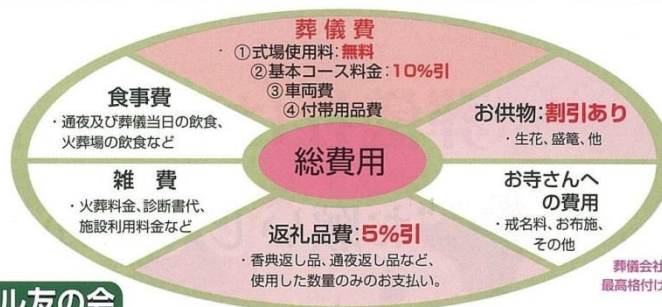 葬儀費
・①式場使用料:無料
②基本コース料金:10%引
③車両費
④付帯用品費
食事費
・通夜及び葬儀当日の飲食、
火葬場の飲食など
お供物:割引あり
・生花、盛篭、他
総費用
雑 費
・火葬料金、診断書代、
施設利用料金など
お寺さんへ
の費用
・戒名料、お布施、
その他
返礼品費:5%引
・香典返し品、通夜返し品など、
使用した数量のみのお支払い。
葬儀会社
最高格付け
ル友の会